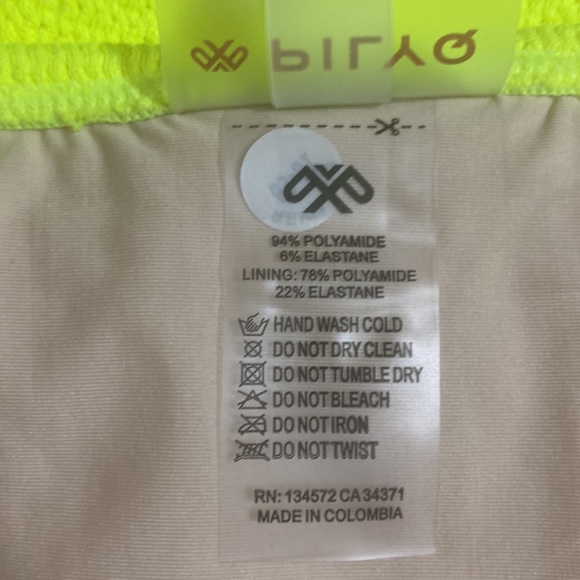 PILYQ
94% POLYAMIDE
6% ELASTANE
LINING: 78% POLYAMIDE
22% ELASTANE
HAND WASH COLD
DO NOT DRY CLEAN
DO NOT TUMBLE DRY
DO NOT BLEACH
DO NOT IRON
DO NOT TWIST
RN: 134572 CA 34371
MADE IN COLOMBIA